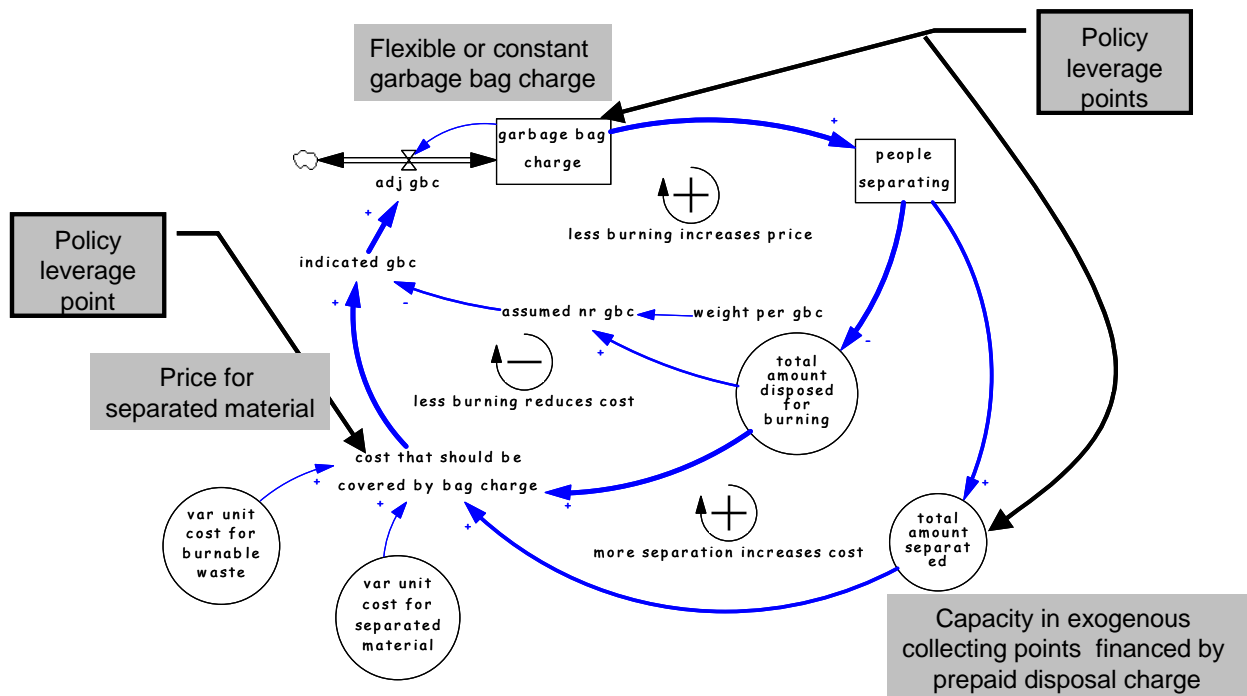 Flexible or constant
garbage bag charge
Policy
leverage
points
garbage bag
charge
+
people
separating
adj gbc
+
less burning increases price
Policy
leverage
point
indicated gbc
+
-
assumed nr gbc
weight per gbc
+
-
total
amount
disposed
for
burning
less burning reduces cost
Price for
separated material
cost that should be
covered by bag charge
+
+
+
+
var unit
cost for
burnable
waste
var unit
cost for
separated
material
more separation increases cost
+
total
amount
separat
ed
Capacity in exogenous
collecting points financed by
prepaid disposal charge